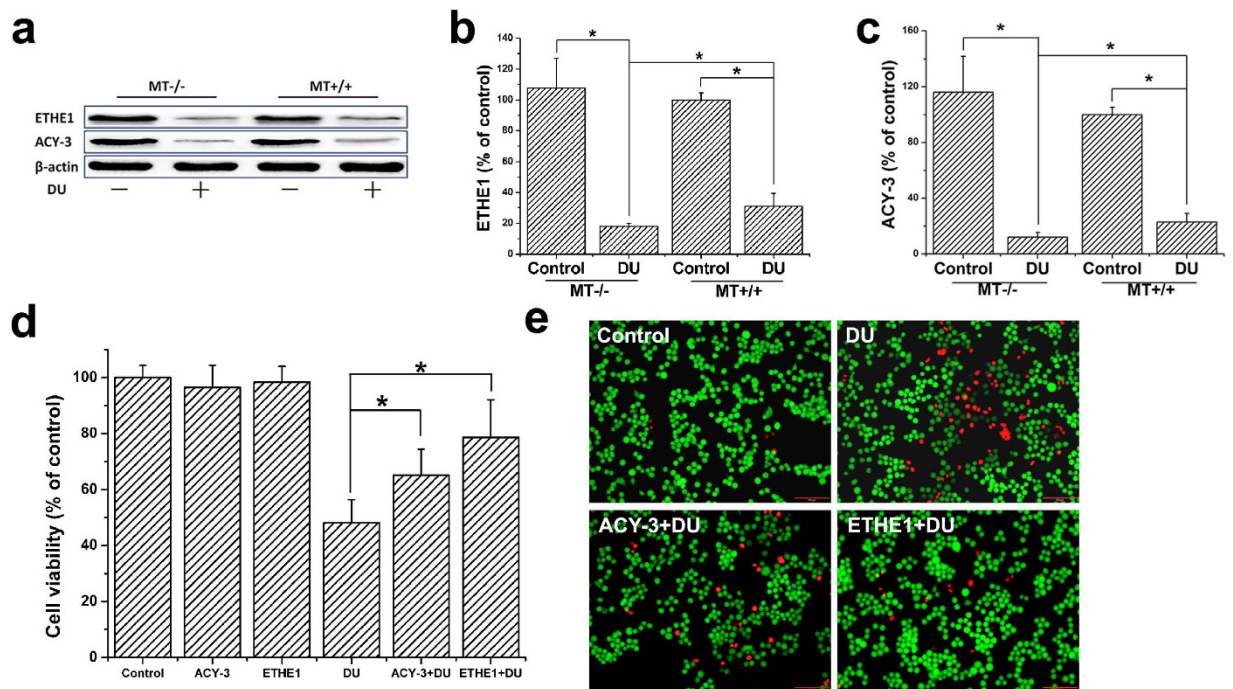 a
MT-/- MT+/+
ETHE1
ACY-3
β-actin
DU — + — +
b
ETHE1 (% of control)
140
120
100
80
60
40
20
0
* * *
Control DU Control DU
MT-/- MT+/+
c
ACY-3 (% of control)
160
120
80
40
0
* * *
Control DU Control DU
MT-/- MT+/+
d
Cell viability (% of control)
100
80
60
40
20
0
* *
Control ACY-3 ETHE1 DU ACY-3+DU ETHE1+DU
e
Control DU
ACY-3+DU ETHE1+DU